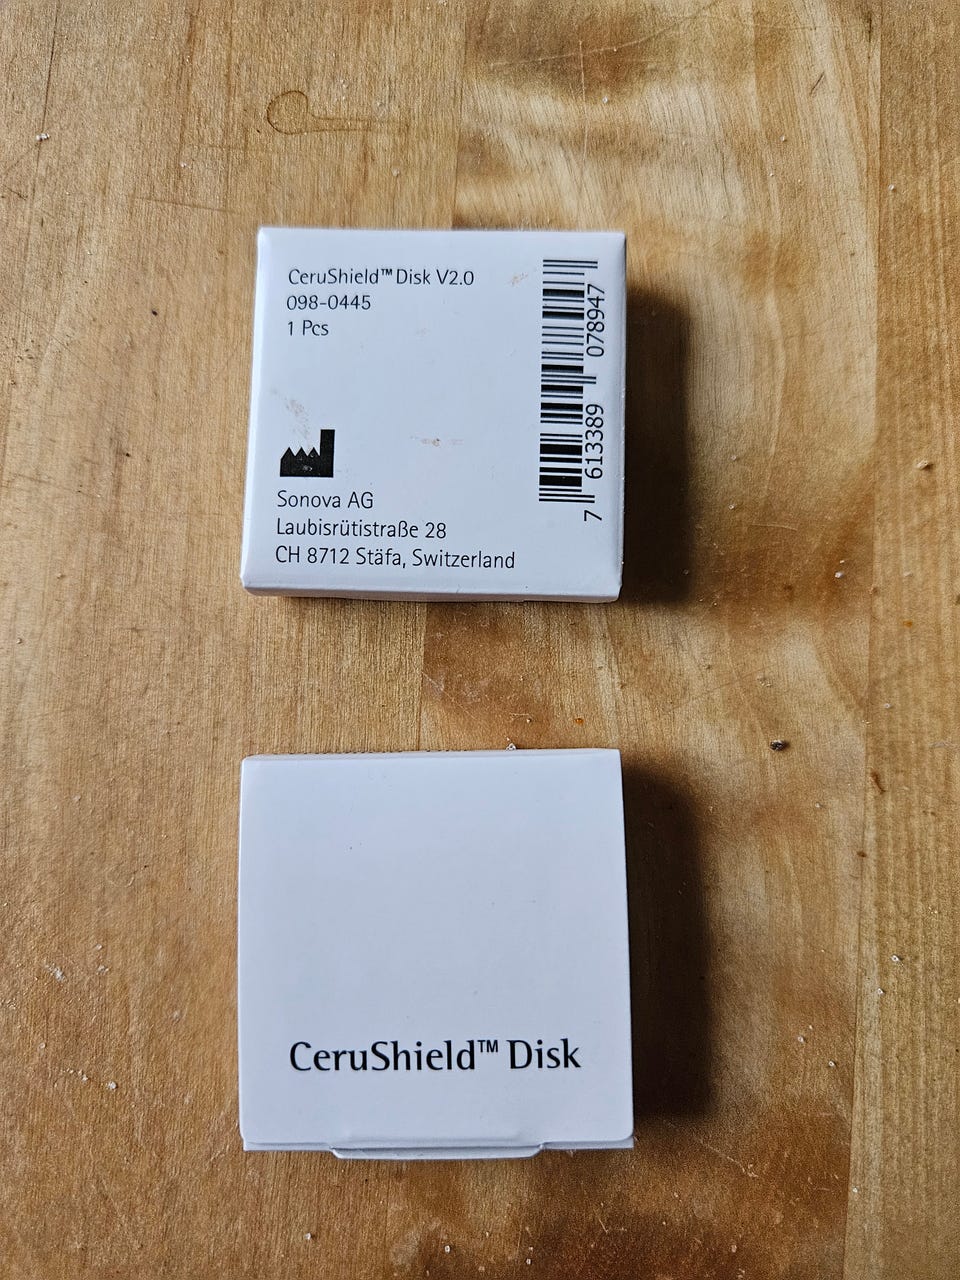 CeruShield™ Disk V2.0
098-0445
1 Pcs
7 613389 078947
Sonova AG
Laubisrütistraße 28
CH 8712 Stäfa, Switzerland
CeruShield™ Disk